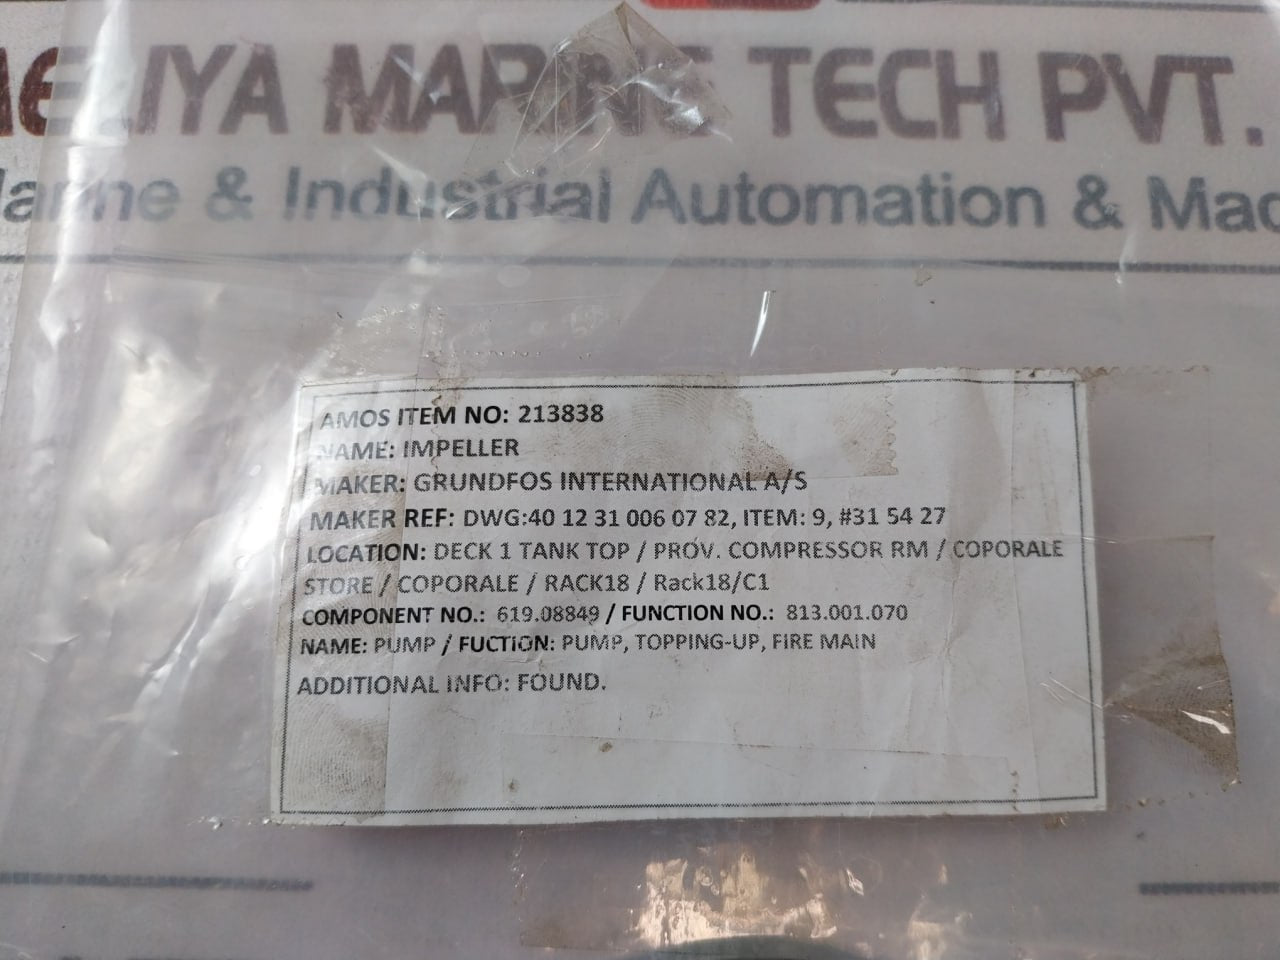 AELIYA MARINE TECH PVT.
Marine & Industrial Automation & Mac
AMOS ITEM NO: 213838
NAME: IMPELLER
MAKER: GRUNDFOS INTERNATIONAL A/S
MAKER REF: DWG:40 12 31 006 07 82, ITEM: 9, #31 54 27
LOCATION: DECK 1 TANK TOP / PROV. COMPRESSOR RM / COPORALE
STORE / COPORALE / RACK18 / Rack18/C1
COMPONENT NO.: 619.08849 / FUNCTION NO.: 813.001.070
NAME: PUMP / FUCTION: PUMP, TOPPING-UP, FIRE MAIN
ADDITIONAL INFO: FOUND.